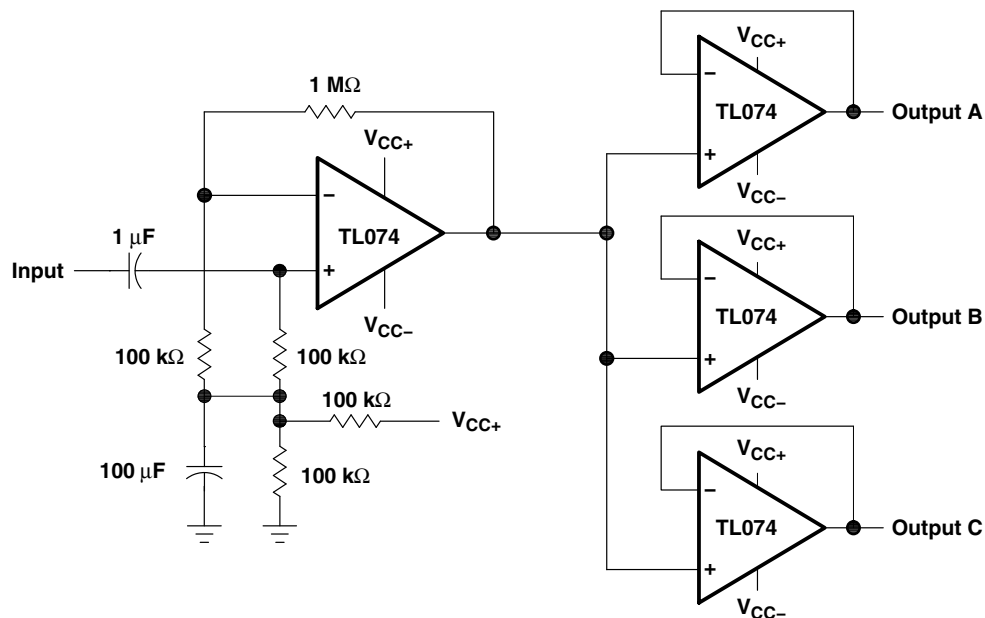 1 MΩ
VCC+
−
TL074
+
VCC−
1 μF
Input
100 kΩ
100 kΩ
100 kΩ
VCC+
100 μF
100 kΩ
VCC+
−
TL074
+
VCC−
Output A
VCC+
−
TL074
+
VCC−
Output B
VCC+
−
TL074
+
VCC−
Output C